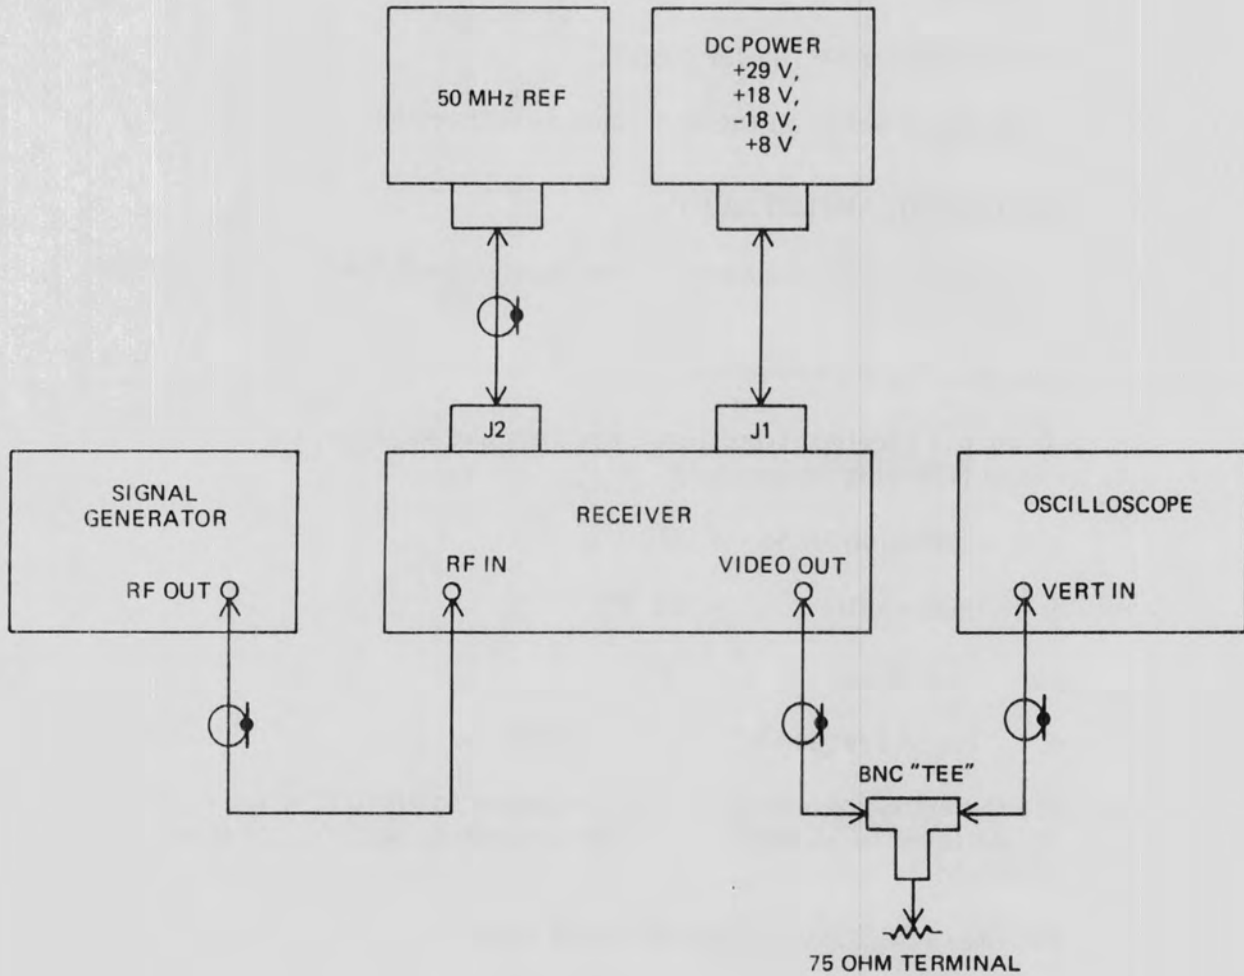 50 MHz REF
DC POWER
+29 V,
+18 V,
-18 V,
+8 V
J2
J1
SIGNAL
GENERATOR
RF OUT
RECEIVER
RF IN
VIDEO OUT
OSCILLOSCOPE
VERT IN
BNC "TEE"
75 OHM TERMINAL